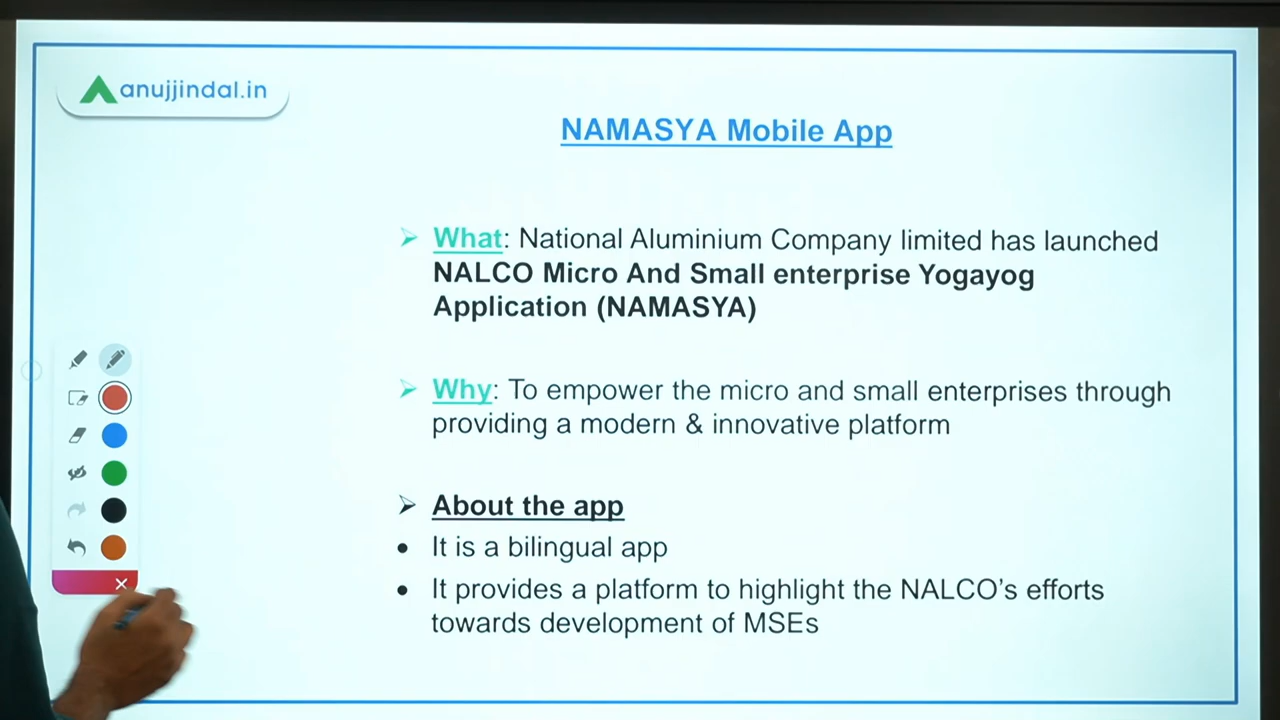 anujjindal.in
NAMASYA Mobile App
➢ What: National Aluminium Company limited has launched
NALCO Micro And Small enterprise Yogayog
Application (NAMASYA)
➢ Why: To empower the micro and small enterprises through
providing a modern & innovative platform
➢ About the app
• It is a bilingual app
• It provides a platform to highlight the NALCO's efforts
towards development of MSEs